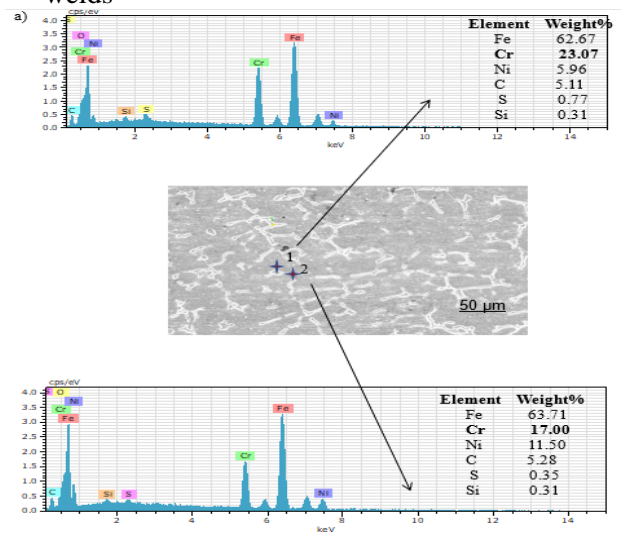 welds
a)
cps/eV
4.0
3.5
3.0
2.5
2.0
1.5
1.0
0.5
0.0
O
Ni
Cr
Fe
C
Si
S
Cr
Fe
Ni
2
4
6
8
10
12
14
keV
Element Weight%
Fe 62.67
Cr 23.07
Ni 5.96
C 5.11
S 0.77
Si 0.31
1
2
50 µm
cps/eV
4.0
3.5
3.0
2.5
2.0
1.5
1.0
0.5
0.0
O
Ni
Cr
Fe
C
Si
S
Cr
Fe
Ni
2
4
6
8
10
12
14
keV
Element Weight%
Fe 63.71
Cr 17.00
Ni 11.50
C 5.28
S 0.35
Si 0.31